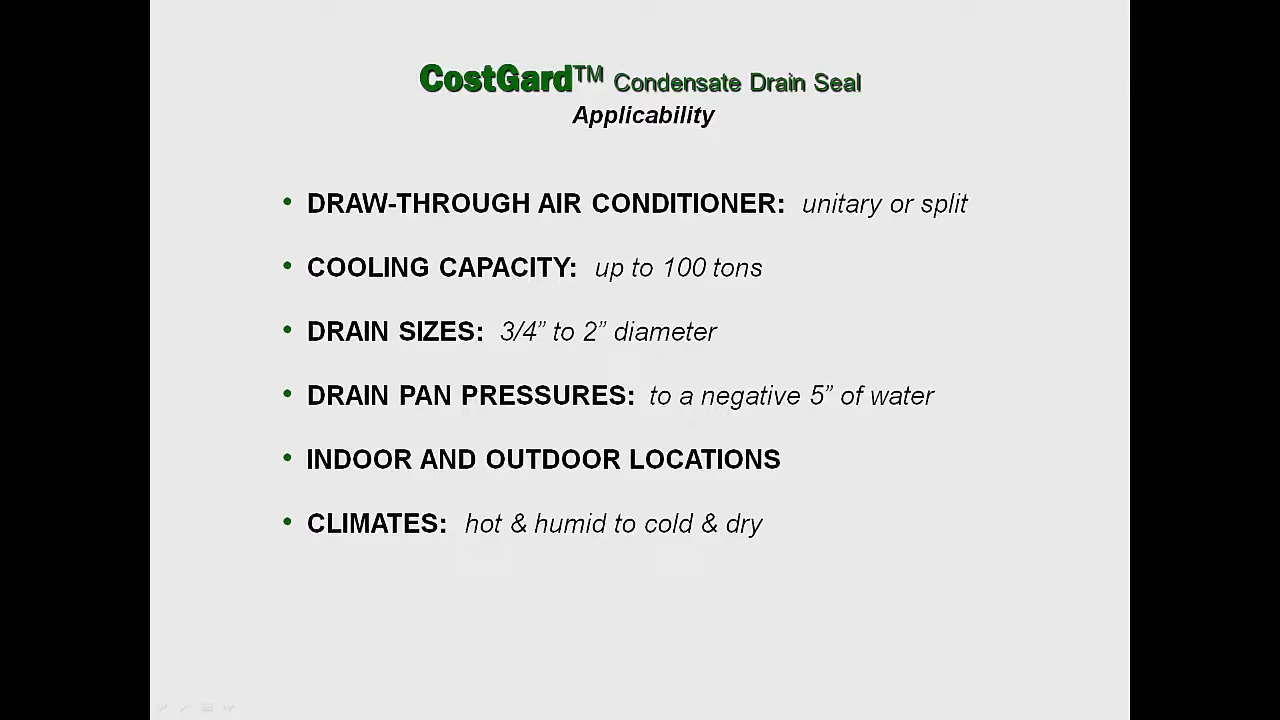 CostGard™ Condensate Drain Seal
Applicability
• DRAW-THROUGH AIR CONDITIONER: unitary or split
• COOLING CAPACITY: up to 100 tons
• DRAIN SIZES: 3/4” to 2” diameter
• DRAIN PAN PRESSURES: to a negative 5” of water
• INDOOR AND OUTDOOR LOCATIONS
• CLIMATES: hot & humid to cold & dry